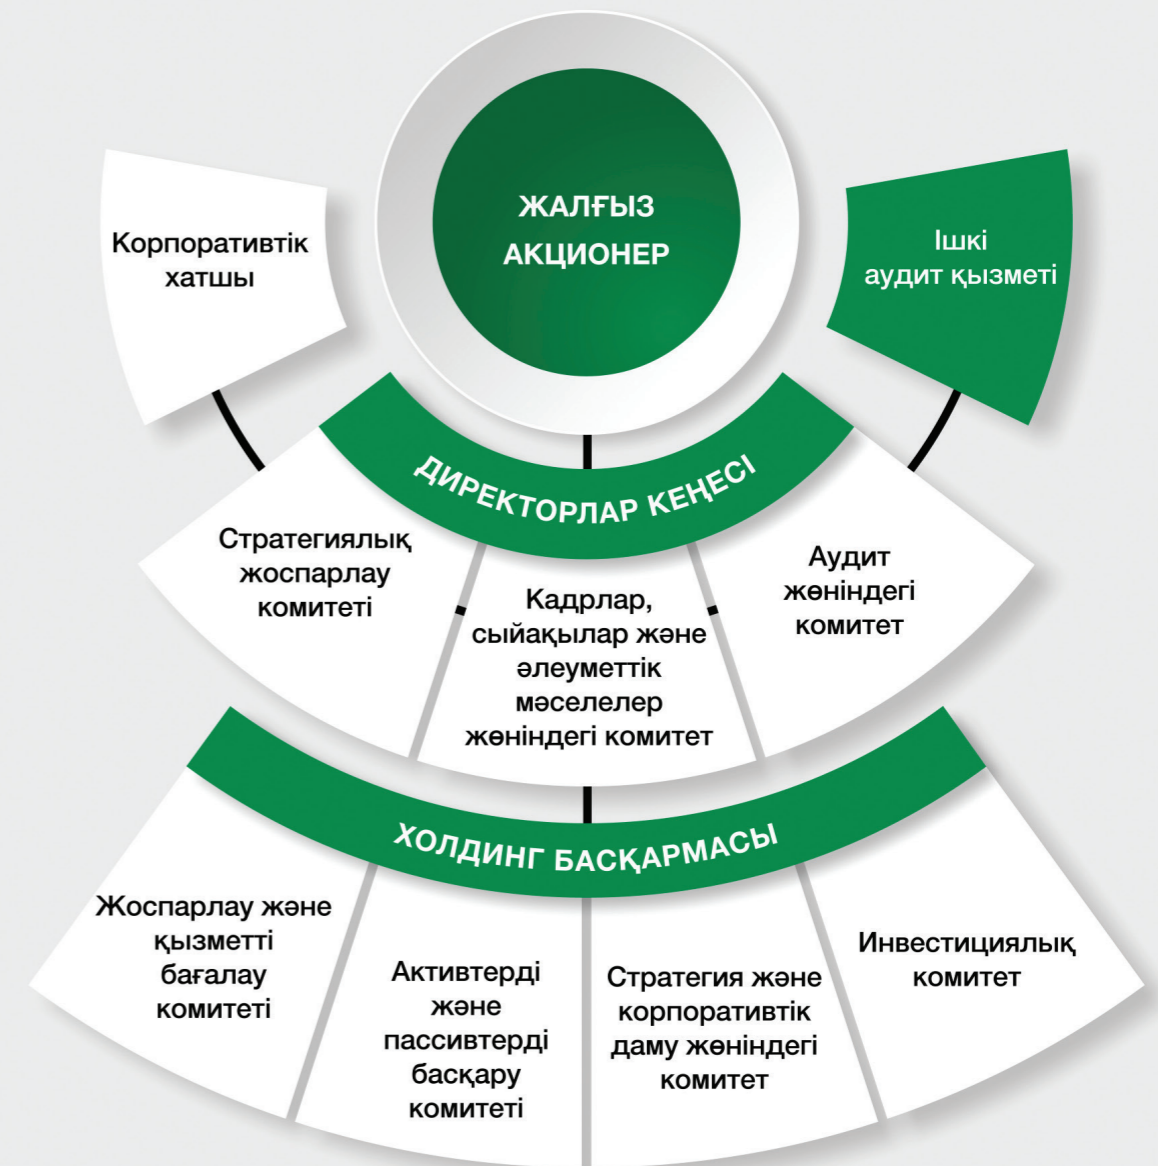 ЖАЛҒЫЗ
АКЦИОНЕР
Корпоративтік
хатшы
Ішкі
аудит қызметі
ДИРЕКТОРЛАР КЕҢЕСІ
Стратегиялық
жоспарлау
комитеті
Кадрлар,
сыйақылар және
әлеуметтік
мәселелер
жөніндегі комитет
Аудит
жөніндегі
комитет
ХОЛДИНГ БАСҚАРМАСЫ
Жоспарлау және
қызметті
бағалау
комитеті
Активтерді
және
пассивтерді
басқару
комитеті
Стратегия және
корпоративтік
даму жөніндегі
комитет
Инвестициялық
комитет